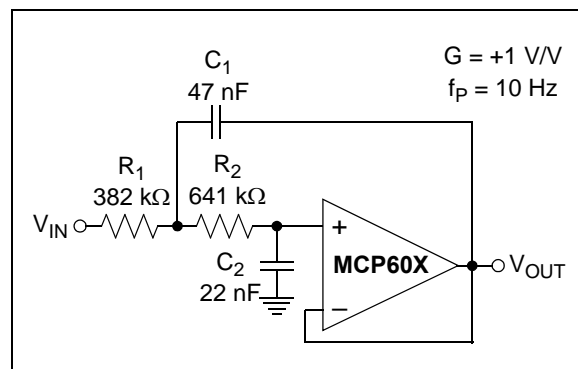 C1
47 nF
G = +1 V/V
fP = 10 Hz
R1
382 kΩ
R2
641 kΩ
VIN
C2
22 nF
+
MCP60X
−
VOUT